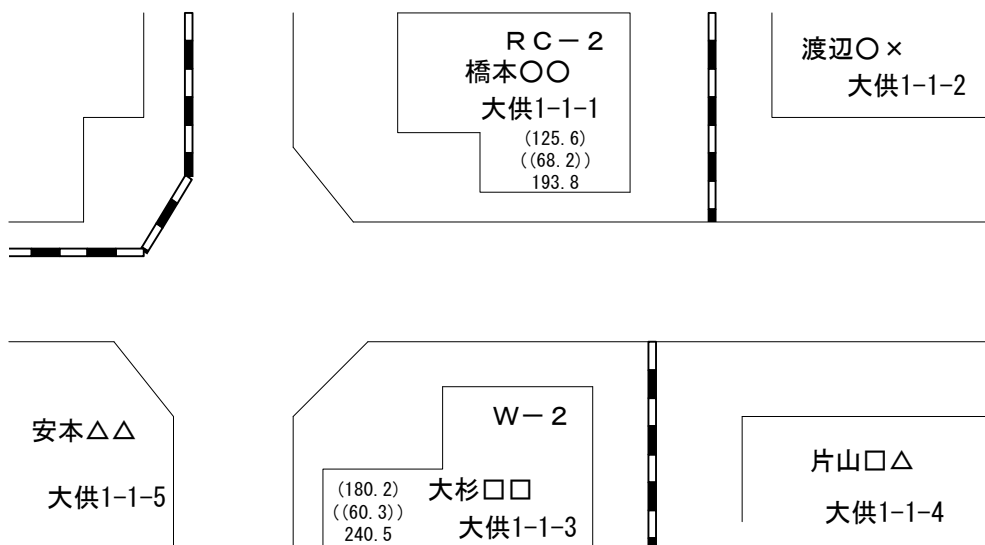 RC－2
橋本〇〇
大供1-1-1
(125.6)
((68.2))
193.8
渡辺〇×
大供1-1-2
安本△△
大供1-1-5
W－2
大杉□□
大供1-1-3
(180.2)
((60.3))
240.5
片山□△
大供1-1-4